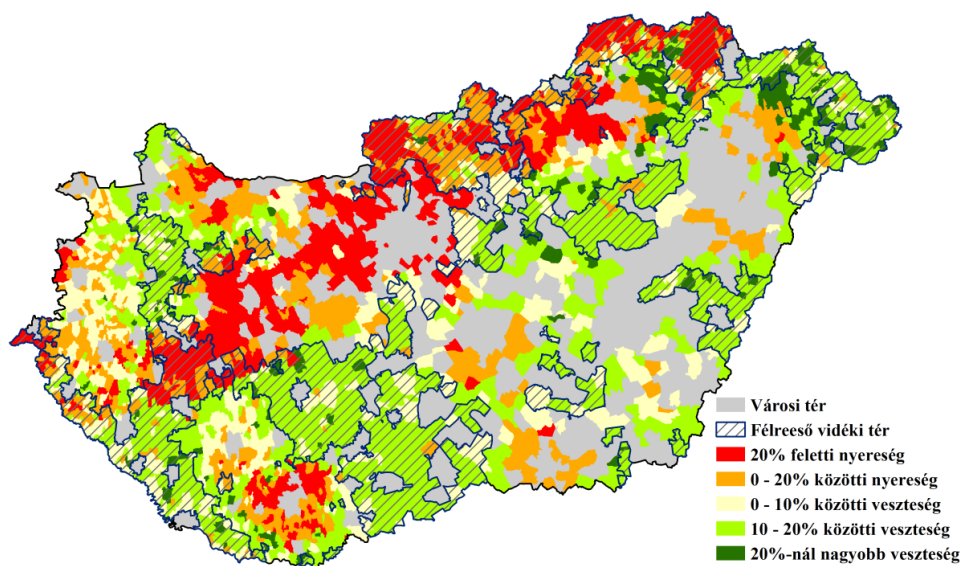 Városi tér
Félreeső vidéki tér
20% feletti nyereség
0 - 20% közötti nyereség
0 - 10% közötti veszteség
10 - 20% közötti veszteség
20%-nál nagyobb veszteség